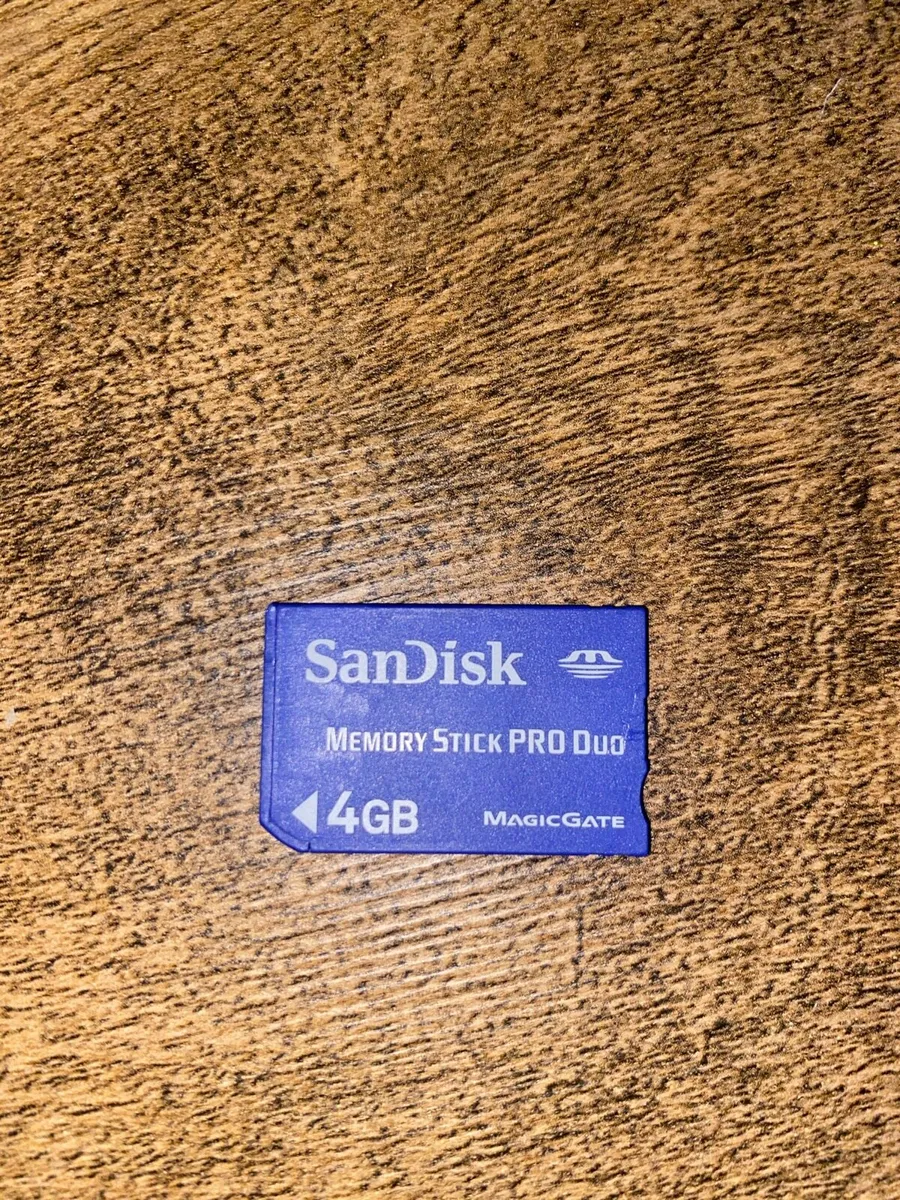 SanDisk
MEMORY STICK PRO DUO
4GB MAGICGATE